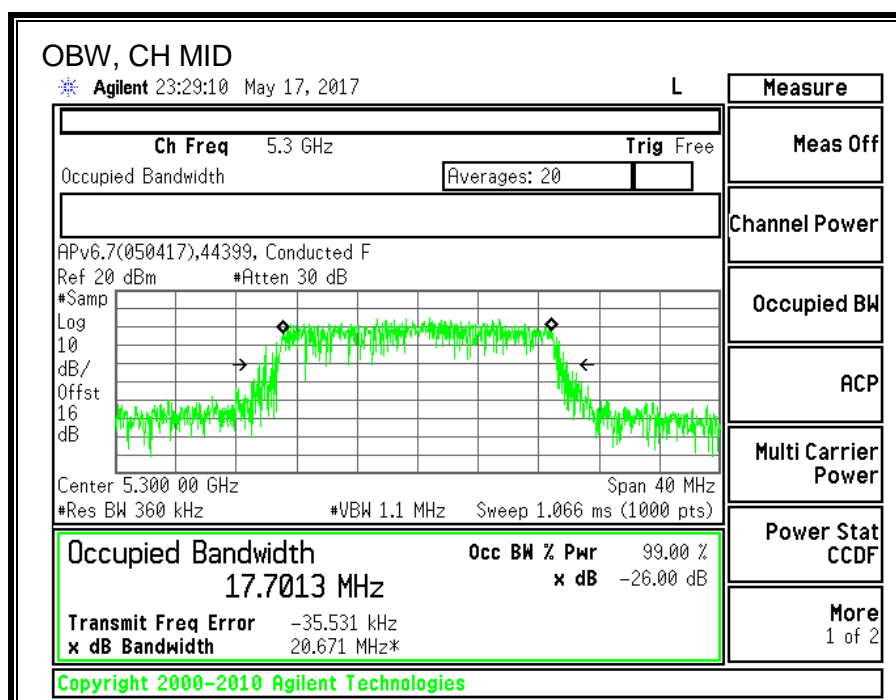 OBW, CH MID
Agilent 23:29:10 May 17, 2017 L
Measure
Ch Freq 5.3 GHz Trig Free
Meas Off
Occupied Bandwidth Averages: 20
Channel Power
APv6.7(050417),44399, Conducted F
Ref 20 dBm #Atten 30 dB
#Samp
Log
10
dB/
Offst
16
dB
Occupied BW
ACP
Multi Carrier
Power
Center 5.300 00 GHz Span 40 MHz
#Res BW 360 kHz #VBW 1.1 MHz Sweep 1.066 ms (1000 pts)
Power Stat
CCDF
Occupied Bandwidth Occ BW % Pwr 99.00 %
17.7013 MHz x dB -26.00 dB
Transmit Freq Error -35.531 kHz
x dB Bandwidth 20.671 MHz*
More
1 of 2
Copyright 2000-2010 Agilent Technologies